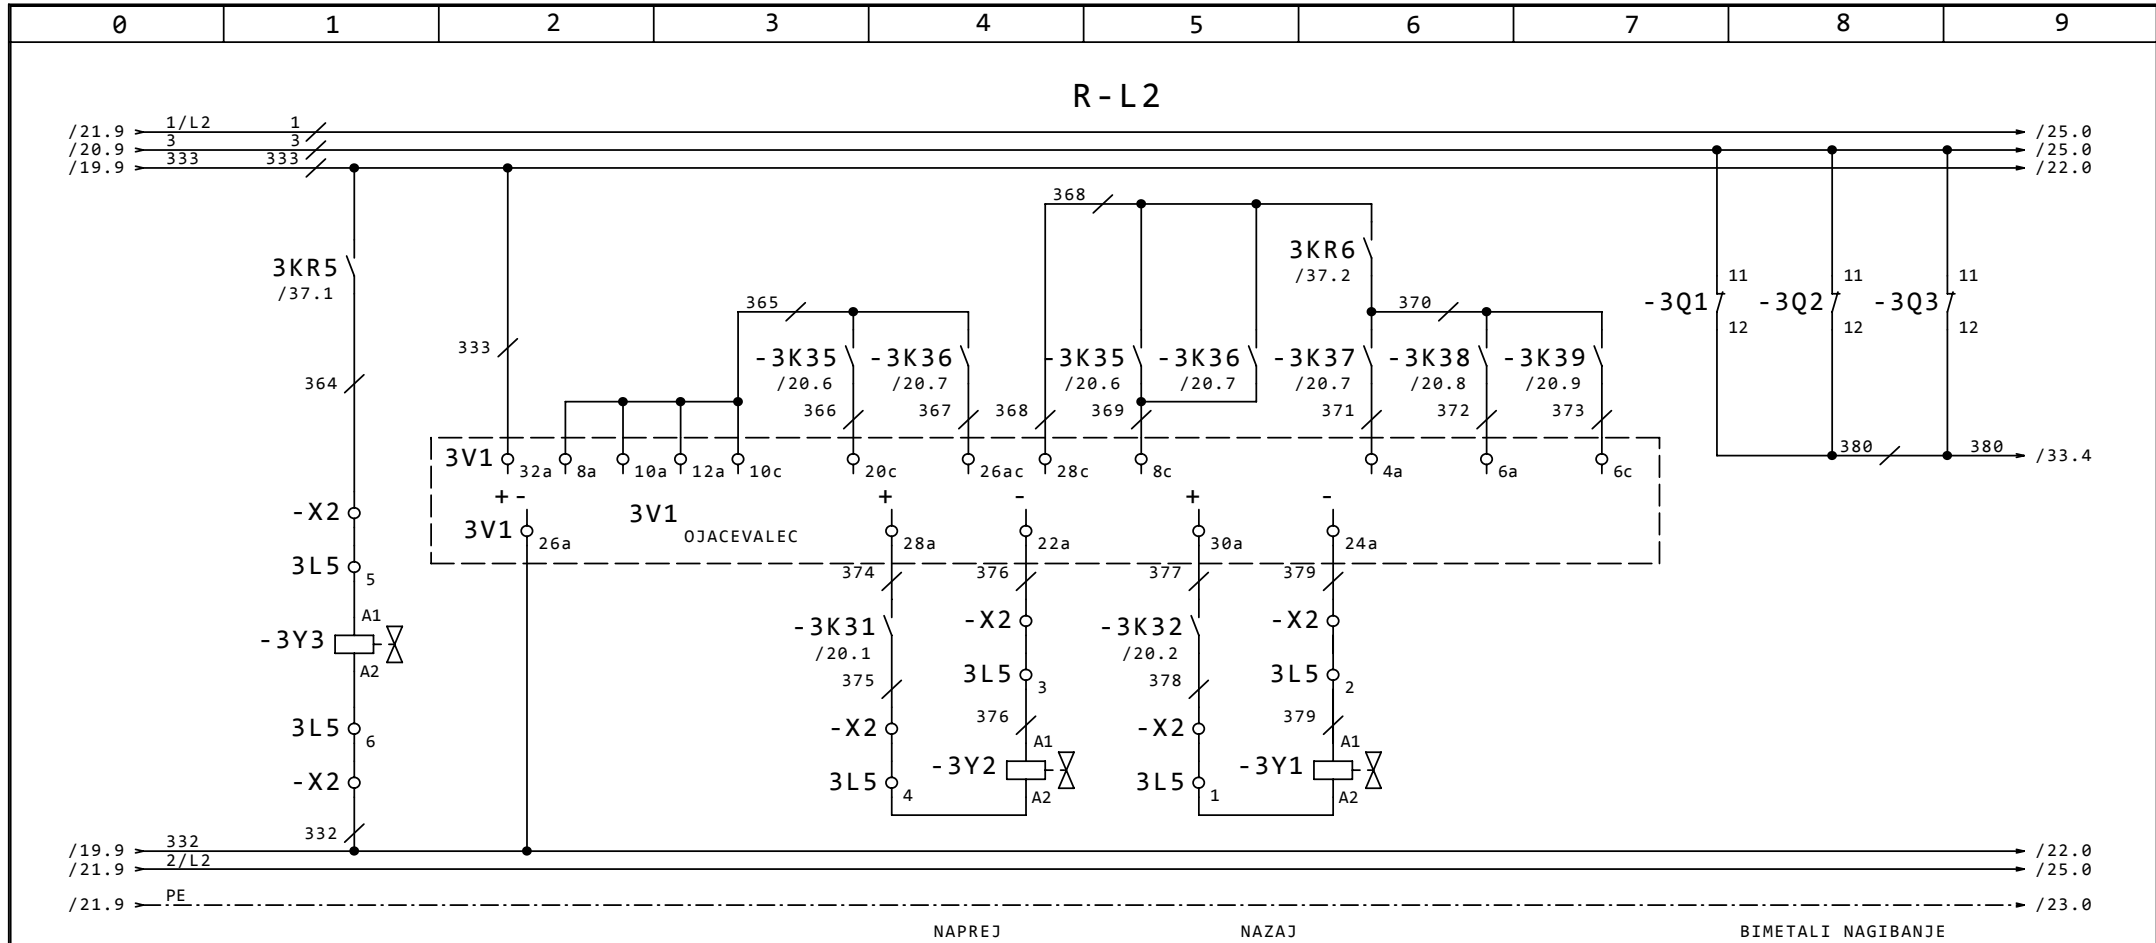 0 1 2 3 4 5 6 7 8 9
R-L2
/21.9 1/L2 1 /25.0
/20.9 3 3 /25.0
/19.9 333 333 /22.0
368
3KR5
/37.1
3KR6
/37.2
365
370
11 11 11
-3Q1 -3Q2 -3Q3
12 12 12
333
-3K35 -3K36 -3K35 -3K36 -3K37 -3K38 -3K39
/20.6 /20.7 /20.6 /20.7 /20.7 /20.8 /20.9
364
366 367 368 369 371 372 373
380 380 /33.4
3V1 32a 8a 10a 12a 10c 20c 26ac 28c 8c 4a 6a 6c
+ - + - + -
-X2
3V1 26a 3V1 OJACEVALEC 28a 22a 30a 24a
3L5 5
374 376 377 379
A1
-3Y3
A2
-3K31 -X2 -3K32 -X2
/20.1 /20.2
375 3L5 3 378 3L5 2
3L5 6
-X2 376 -X2 379
A1 A1
-3Y2 -3Y1
A2 A2
-X2
3L5 4 3L5 1
332
/19.9 332 /22.0
/21.9 2/L2 /25.0
/21.9 PE /23.0
NAPREJ NAZAJ BIMETALI NAGIBANJE